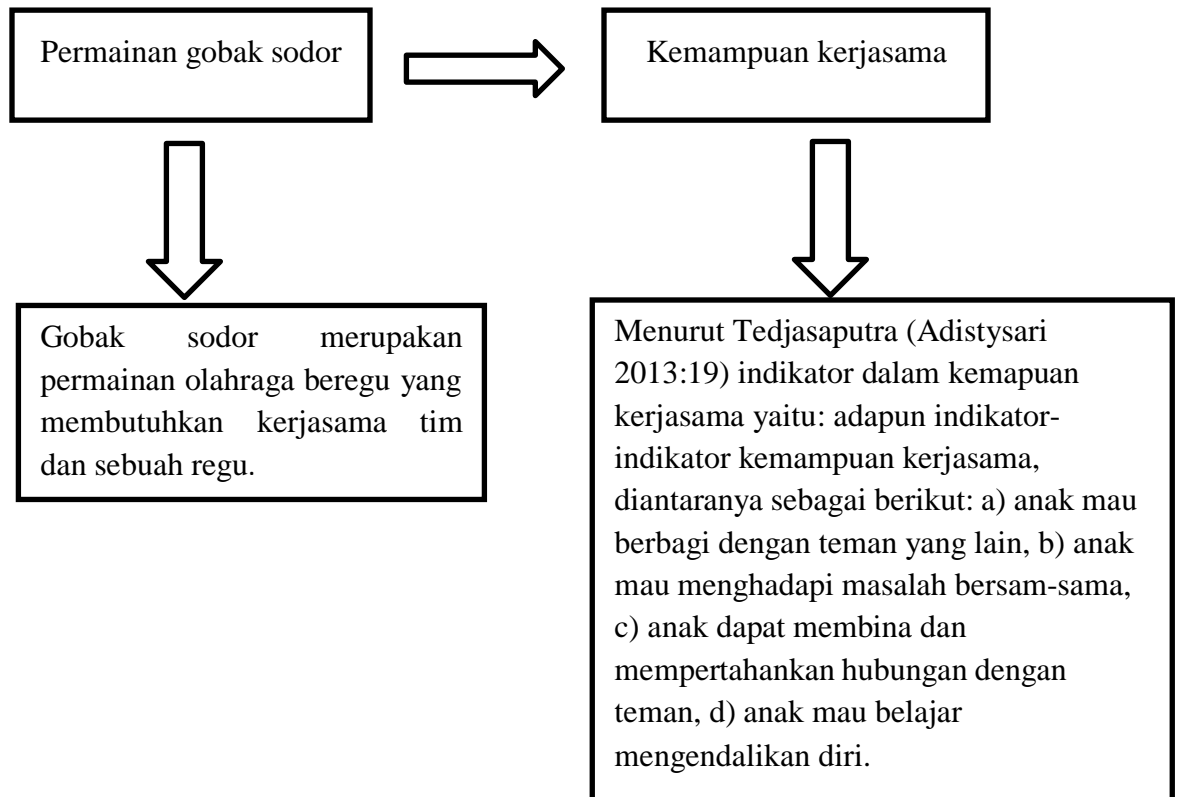 Permainan gobak sodor
Kemampuan kerjasama
Gobak sodor merupakan
permainan olahraga beregu yang
membutuhkan kerjasama tim
dan sebuah regu.
Menurut Tedjasaputra (Adistysari
2013:19) indikator dalam kemapuan
kerjasama yaitu: adapun indikator-
indikator kemampuan kerjasama,
diantaranya sebagai berikut: a) anak mau
berbagi dengan teman yang lain, b) anak
mau menghadapi masalah bersam-sama,
c) anak dapat membina dan
mempertahankan hubungan dengan
teman, d) anak mau belajar
mengendalikan diri.